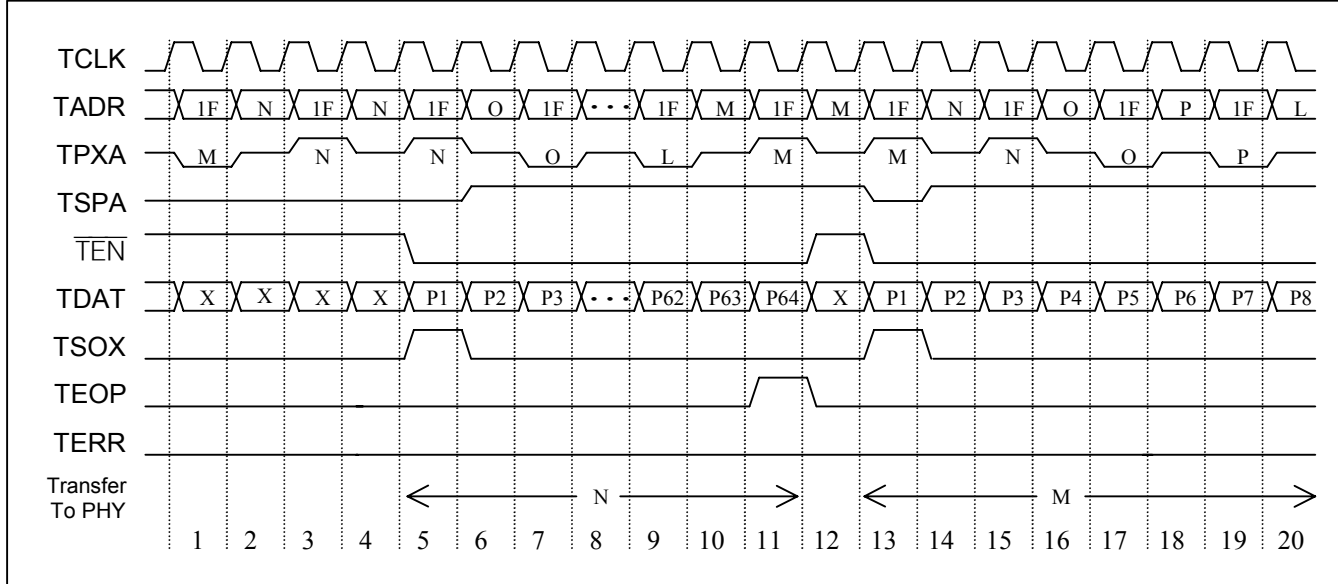 TCLK
TADR 1F N 1F N 1F O 1F ··· 1F M 1F M 1F N 1F O 1F P 1F L
TPXA M N N O L M M N O P
TSPA
TEN
TDAT X X X X P1 P2 P3 ··· P62 P63 P64 X P1 P2 P3 P4 P5 P6 P7 P8
TSOX
TEOP
TERR
Transfer
To PHY N M
1 2 3 4 5 6 7 8 9 10 11 12 13 14 15 16 17 18 19 20